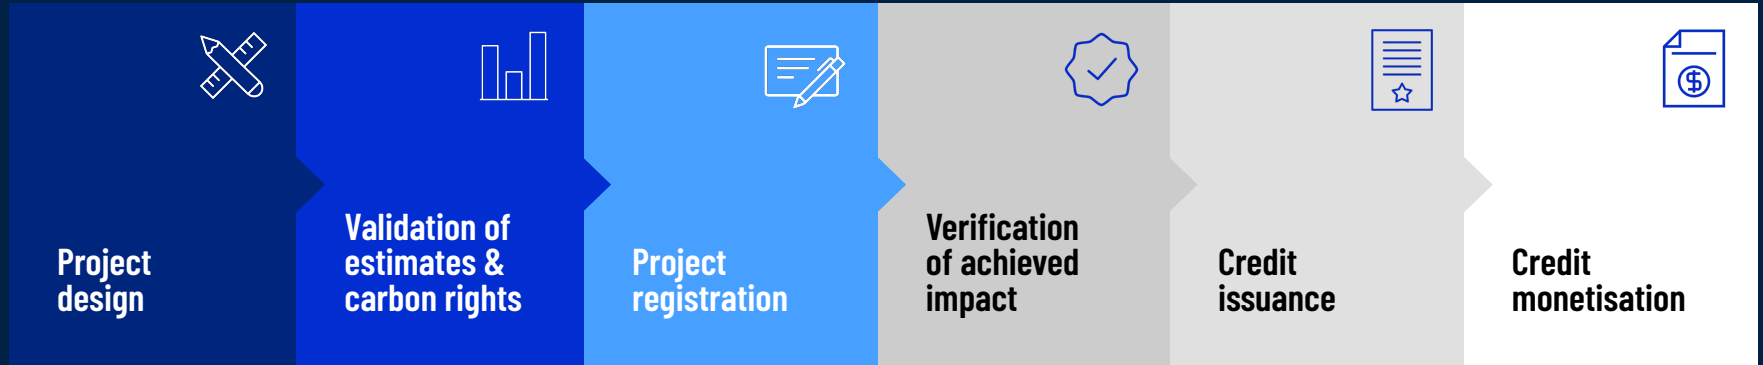 Project
design
Validation of
estimates &
carbon rights
Project
registration
Verification
of achieved
impact
Credit
issuance
Credit
monetisation